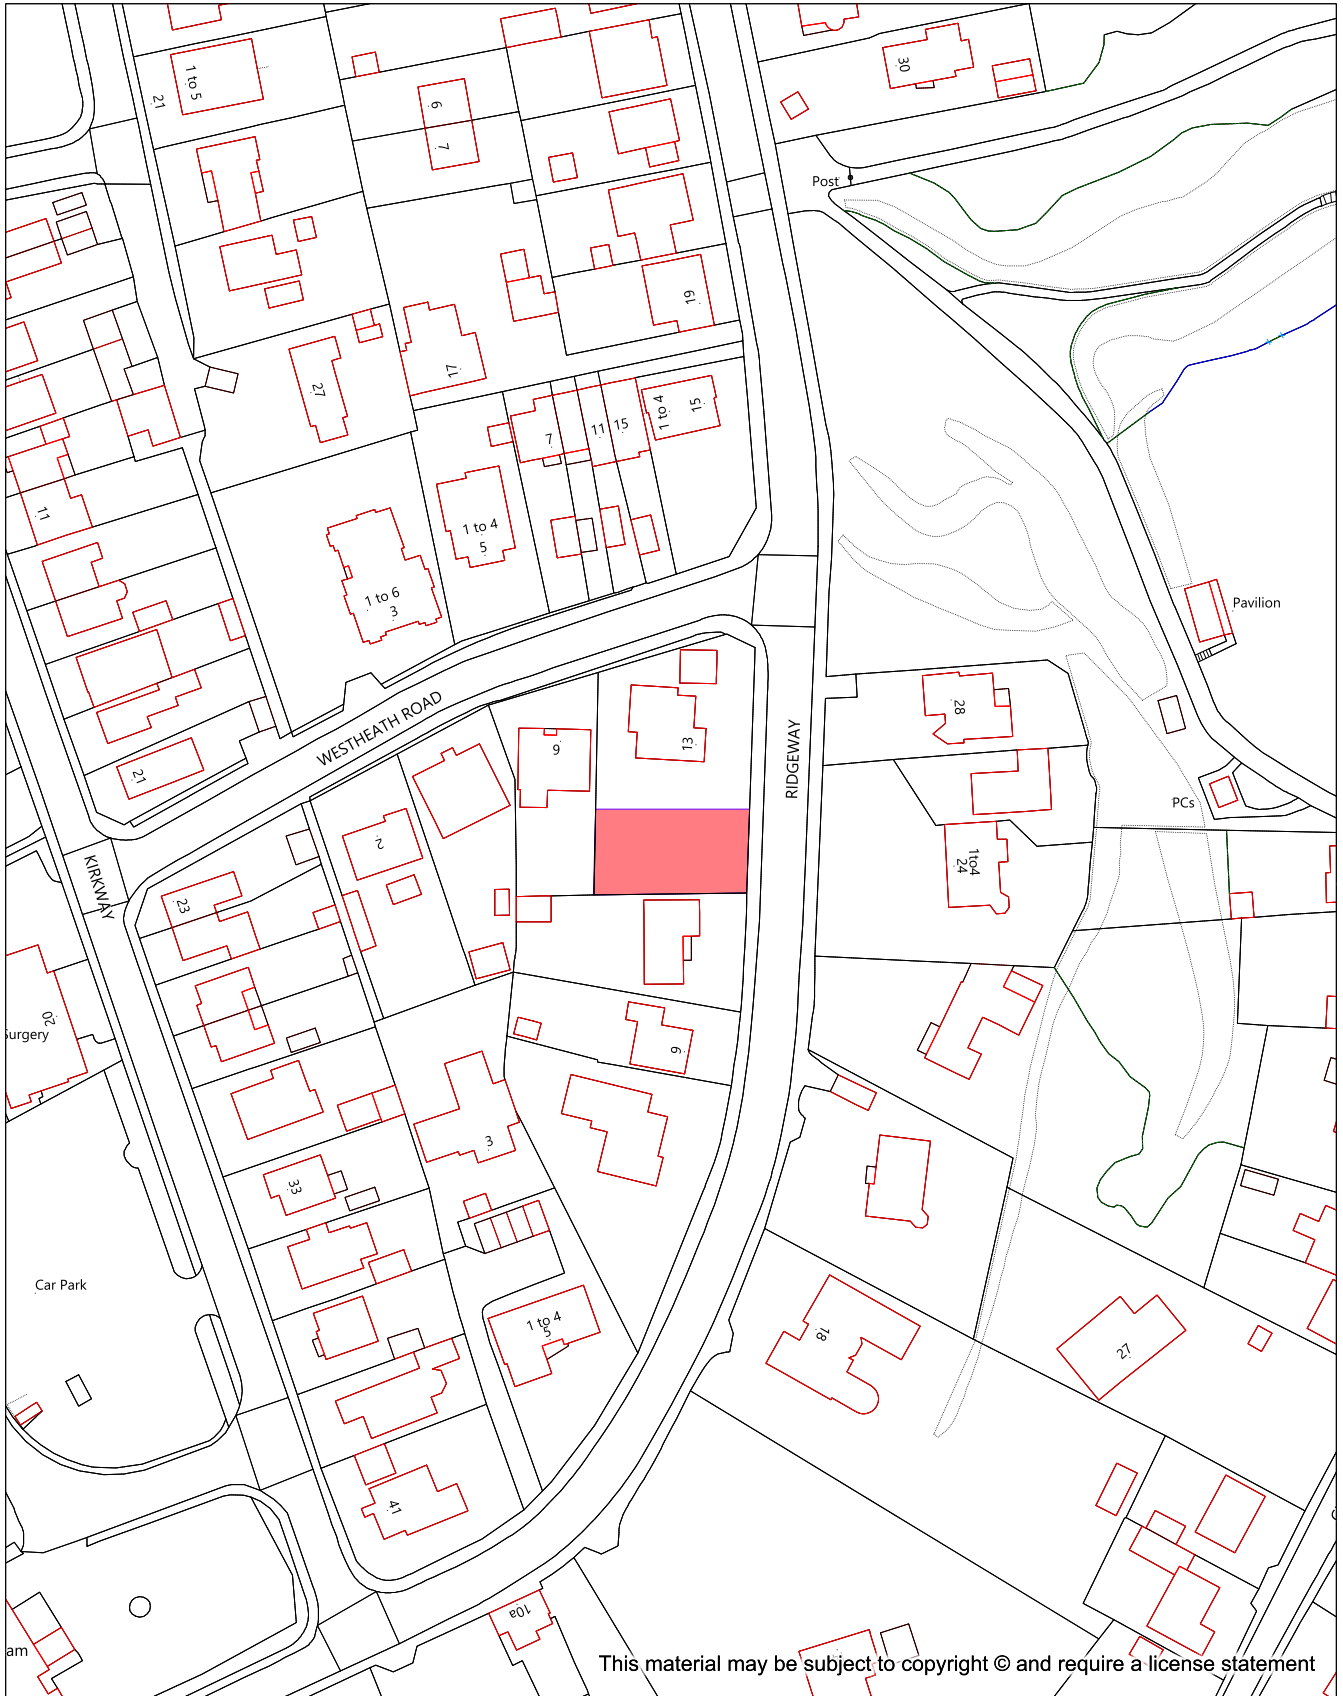 1 to 5
21
30
6
7
Post
19
17
27
1 to 4
15
7
11
15
11
1 to 4
5
1 to 6
3
Pavilion
28
WESTHEATH ROAD
RIDGEWAY
9
13
21
PCs
2
1to4
24
KIRKWAY
23
20
Surgery
6
3
33
Car Park
1 to 4
5
18
27
41
10a
am
This material may be subject to copyright © and require a license statement